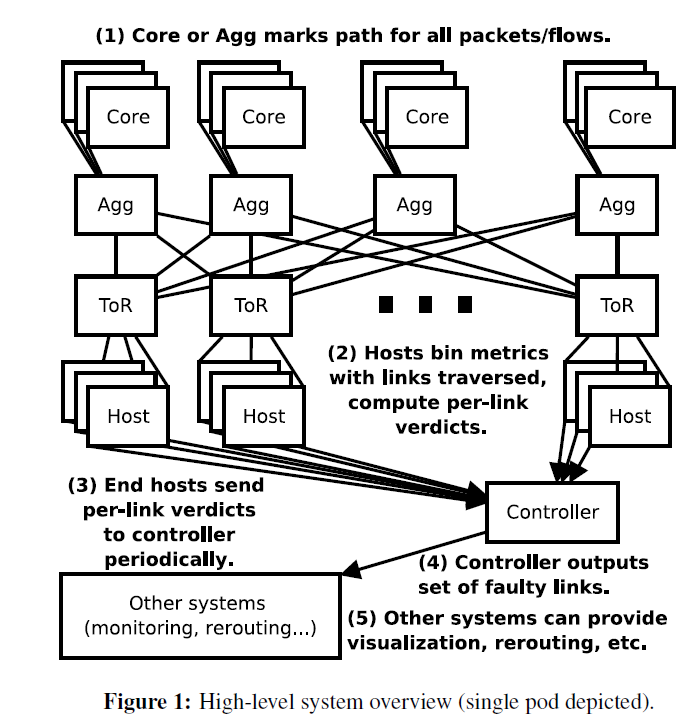 (1) Core or Agg marks path for all packets/flows.
Core
Core
Core
Core
Agg
Agg
Agg
Agg
ToR
ToR
ToR
(2) Hosts bin metrics
with links traversed,
compute per-link
verdicts.
Host
Host
Host
(3) End hosts send
per-link verdicts
to controller
periodically.
Controller
(4) Controller outputs
set of faulty links.
Other systems
(monitoring, rerouting...)
(5) Other systems can provide
visualization, rerouting, etc.
Figure 1: High-level system overview (single pod depicted).